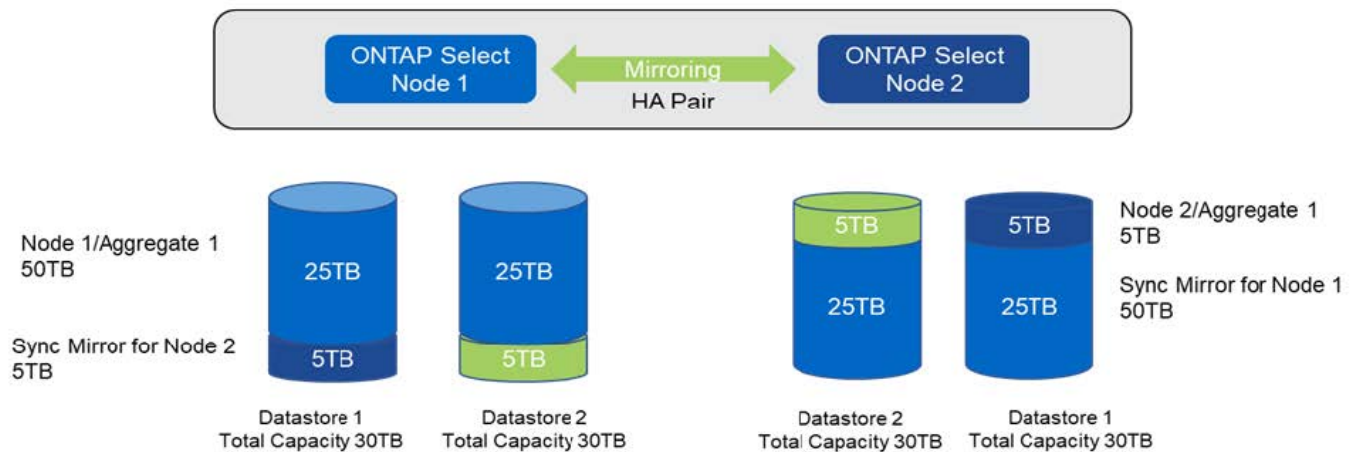 ONTAP Select
Node 1
Mirroring
HA Pair
ONTAP Select
Node 2
Node 1/Aggregate 1
50TB
Sync Mirror for Node 2
5TB
25TB
5TB
25TB
5TB
5TB
25TB
5TB
25TB
Node 2/Aggregate 1
5TB
Sync Mirror for Node 1
50TB
Datastore 1
Total Capacity 30TB
Datastore 2
Total Capacity 30TB
Datastore 2
Total Capacity 30TB
Datastore 1
Total Capacity 30TB